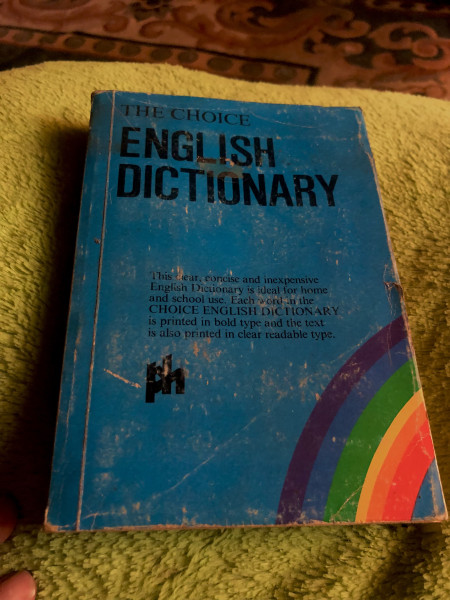 THE CHOICE
ENGLISH
DICTIONARY
This clear, concise and inexpensive
English Dictionary is ideal for home
and school use. Each word in the
CHOICE ENGLISH DICTIONARY
is printed in bold type and the text
is also printed in clear readable type.
ph